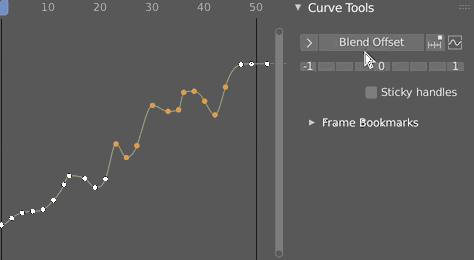 10 20 30 40 50
Curve Tools
Blend Offset
-1 0 1
Sticky handles
Frame Bookmarks